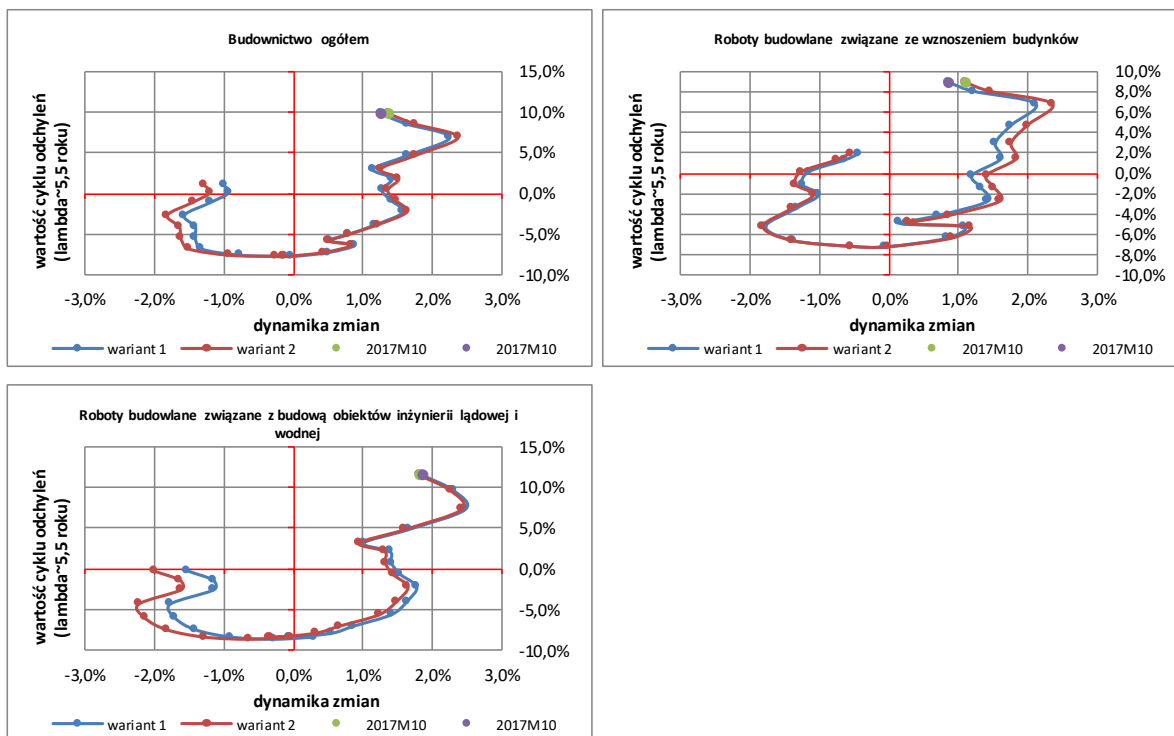 Budownictwo ogółem
wartość cyklu odchyleń
(lambda~5,5 roku)
15,0%
10,0%
5,0%
0,0%
-5,0%
-10,0%
-3,0% -2,0% -1,0% 0,0% 1,0% 2,0% 3,0%
dynamika zmian
wariant 1 wariant 2 2017M10 2017M10
Roboty budowlane związane ze wznoszeniem budynków
wartość cyklu odchyleń
(lambda~5,5 roku)
10,0%
8,0%
6,0%
4,0%
2,0%
0,0%
-2,0%
-4,0%
-6,0%
-8,0%
-10,0%
-3,0% -2,0% -1,0% 0,0% 1,0% 2,0% 3,0%
dynamika zmian
wariant 1 wariant 2 2017M10 2017M10
Roboty budowlane związane z budową obiektów inżynierii lądowej i
wodnej
wartość cyklu odchyleń
(lambda~5,5 roku)
15,0%
10,0%
5,0%
0,0%
-5,0%
-10,0%
-3,0% -2,0% -1,0% 0,0% 1,0% 2,0% 3,0%
dynamika zmian
wariant 1 wariant 2 2017M10 2017M10